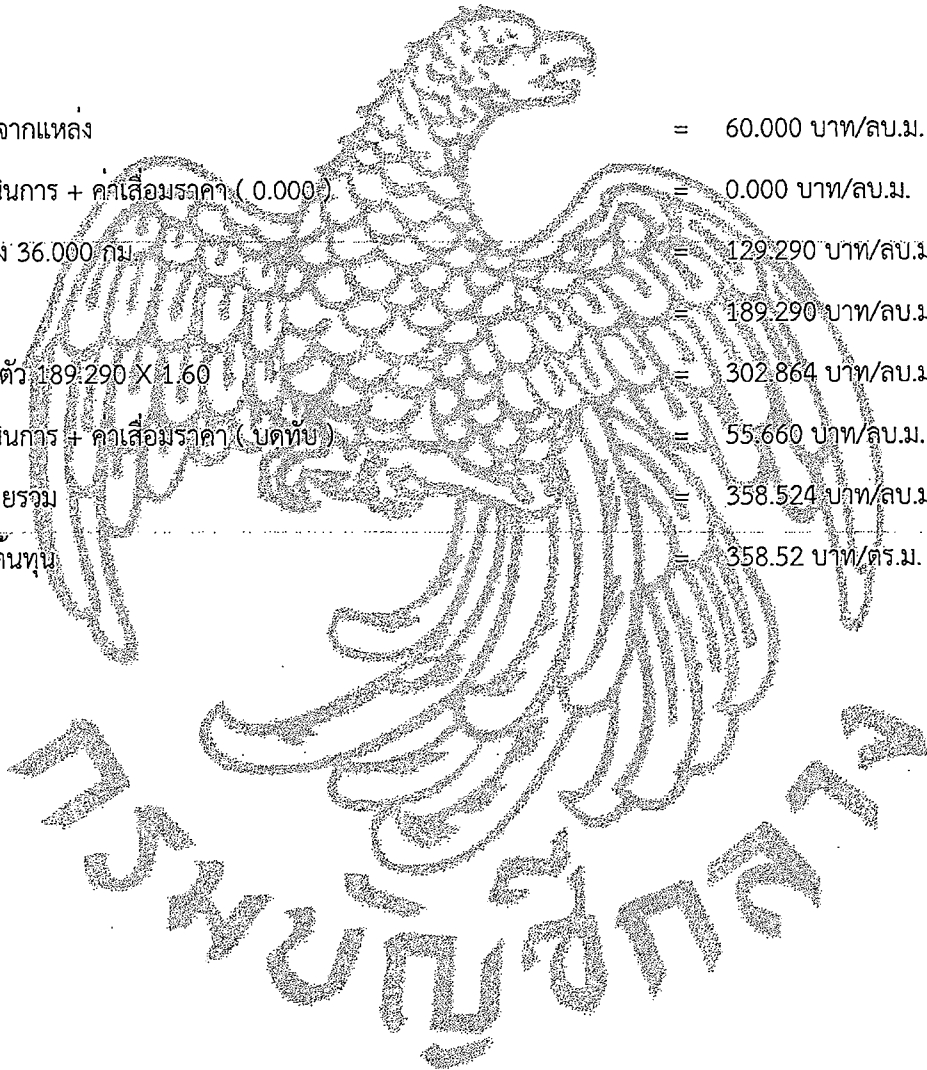 จากแหล่ง = 60.000 บาท/ลบ.ม.
นินการ + ค่าเสื่อมราคา ( 0.000 ) = 0.000 บาท/ลบ.ม.
ง 36.000 กม. = 129.290 บาท/ลบ.ม
= 189.290 บาท/ลบ.ม
ตัว 189.290 X 1.60 = 302.864 บาท/ลบ.ม
นินการ + ค่าเสื่อมราคา ( บดทับ ) = 55.660 บาท/ลบ.ม.
ยรวม = 358.524 บาท/ลบ.ม
้นทุน = 358.52 บาท/ตร.ม.
กรมบัญชีกลาง